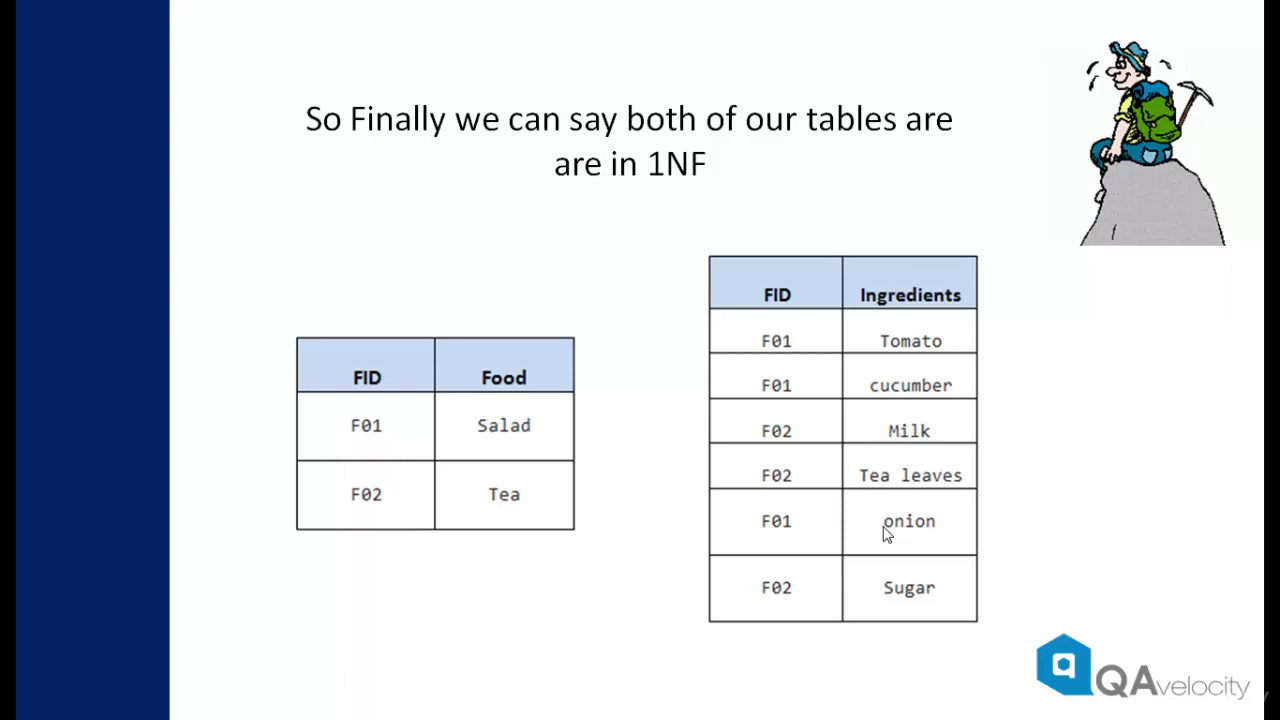 So Finally we can say both of our tables are
are in 1NF
FID Food
F01 Salad
F02 Tea
FID Ingredients
F01 Tomato
F01 cucumber
F02 Milk
F02 Tea leaves
F01 onion
F02 Sugar
QAvelocity